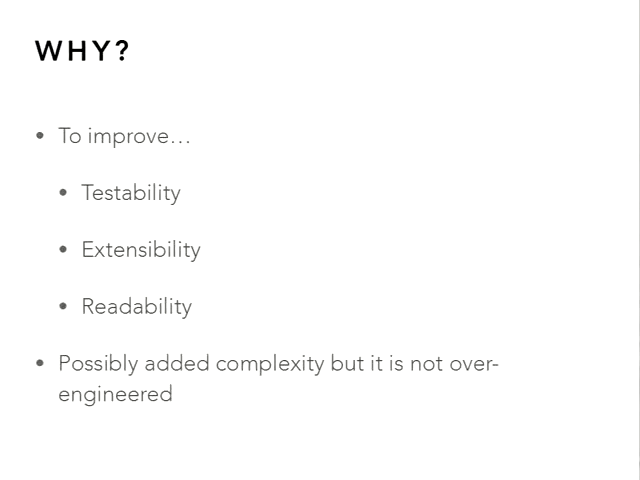 WHY?
• To improve…
• Testability
• Extensibility
• Readability
• Possibly added complexity but it is not over-
engineered